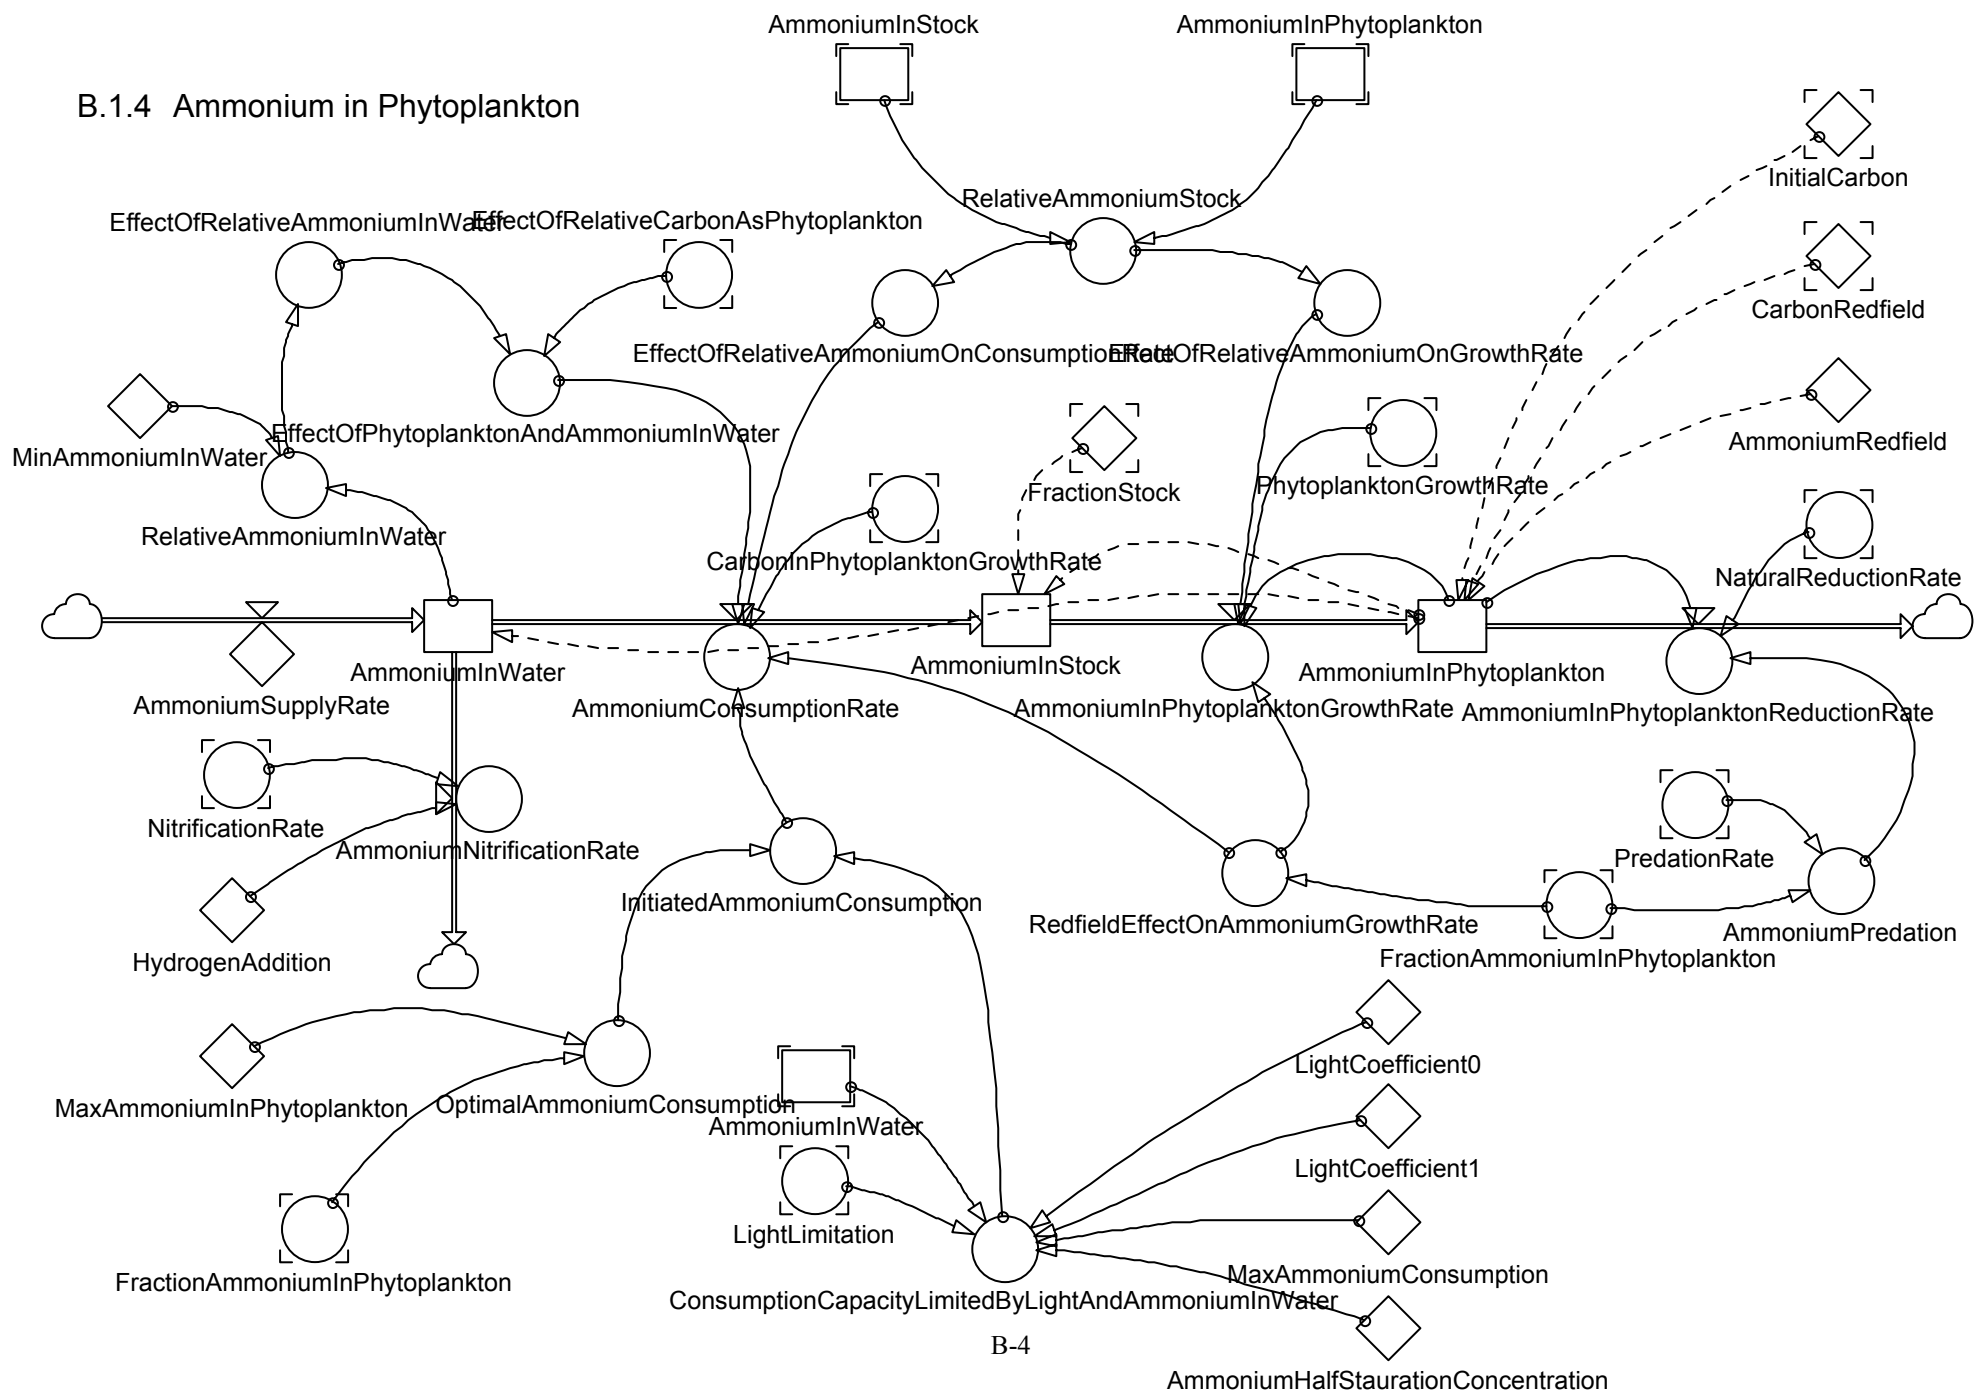 AmmoniumInStock
AmmoniumInPhytoplankton
B.1.4 Ammonium in Phytoplankton
InitialCarbon
RelativeAmmoniumStock
EffectOfRelativeAmmoniumInWater
EffectOfRelativeCarbonAsPhytoplankton
CarbonRedfield
EffectOfRelativeAmmoniumOnConsumptionRate
EffectOfRelativeAmmoniumOnGrowthRate
EffectOfPhytoplanktonAndAmmoniumInWater
AmmoniumRedfield
MinAmmoniumInWater
FractionStock
PhytoplanktonGrowthRate
RelativeAmmoniumInWater
CarbonInPhytoplanktonGrowthRate
NaturalReductionRate
AmmoniumInWater
AmmoniumInStock
AmmoniumInPhytoplankton
AmmoniumSupplyRate
AmmoniumConsumptionRate
AmmoniumInPhytoplanktonGrowthRate
AmmoniumInPhytoplanktonReductionRate
NitrificationRate
AmmoniumNitrificationRate
PredationRate
InitiatedAmmoniumConsumption
RedfieldEffectOnAmmoniumGrowthRate
AmmoniumPredation
HydrogenAddition
FractionAmmoniumInPhytoplankton
LightCoefficient0
MaxAmmoniumInPhytoplankton
OptimalAmmoniumConsumption
AmmoniumInWater
LightCoefficient1
LightLimitation
FractionAmmoniumInPhytoplankton
MaxAmmoniumConsumption
ConsumptionCapacityLimitedByLightAndAmmoniumInWater
B-4
AmmoniumHalfStaurationConcentration